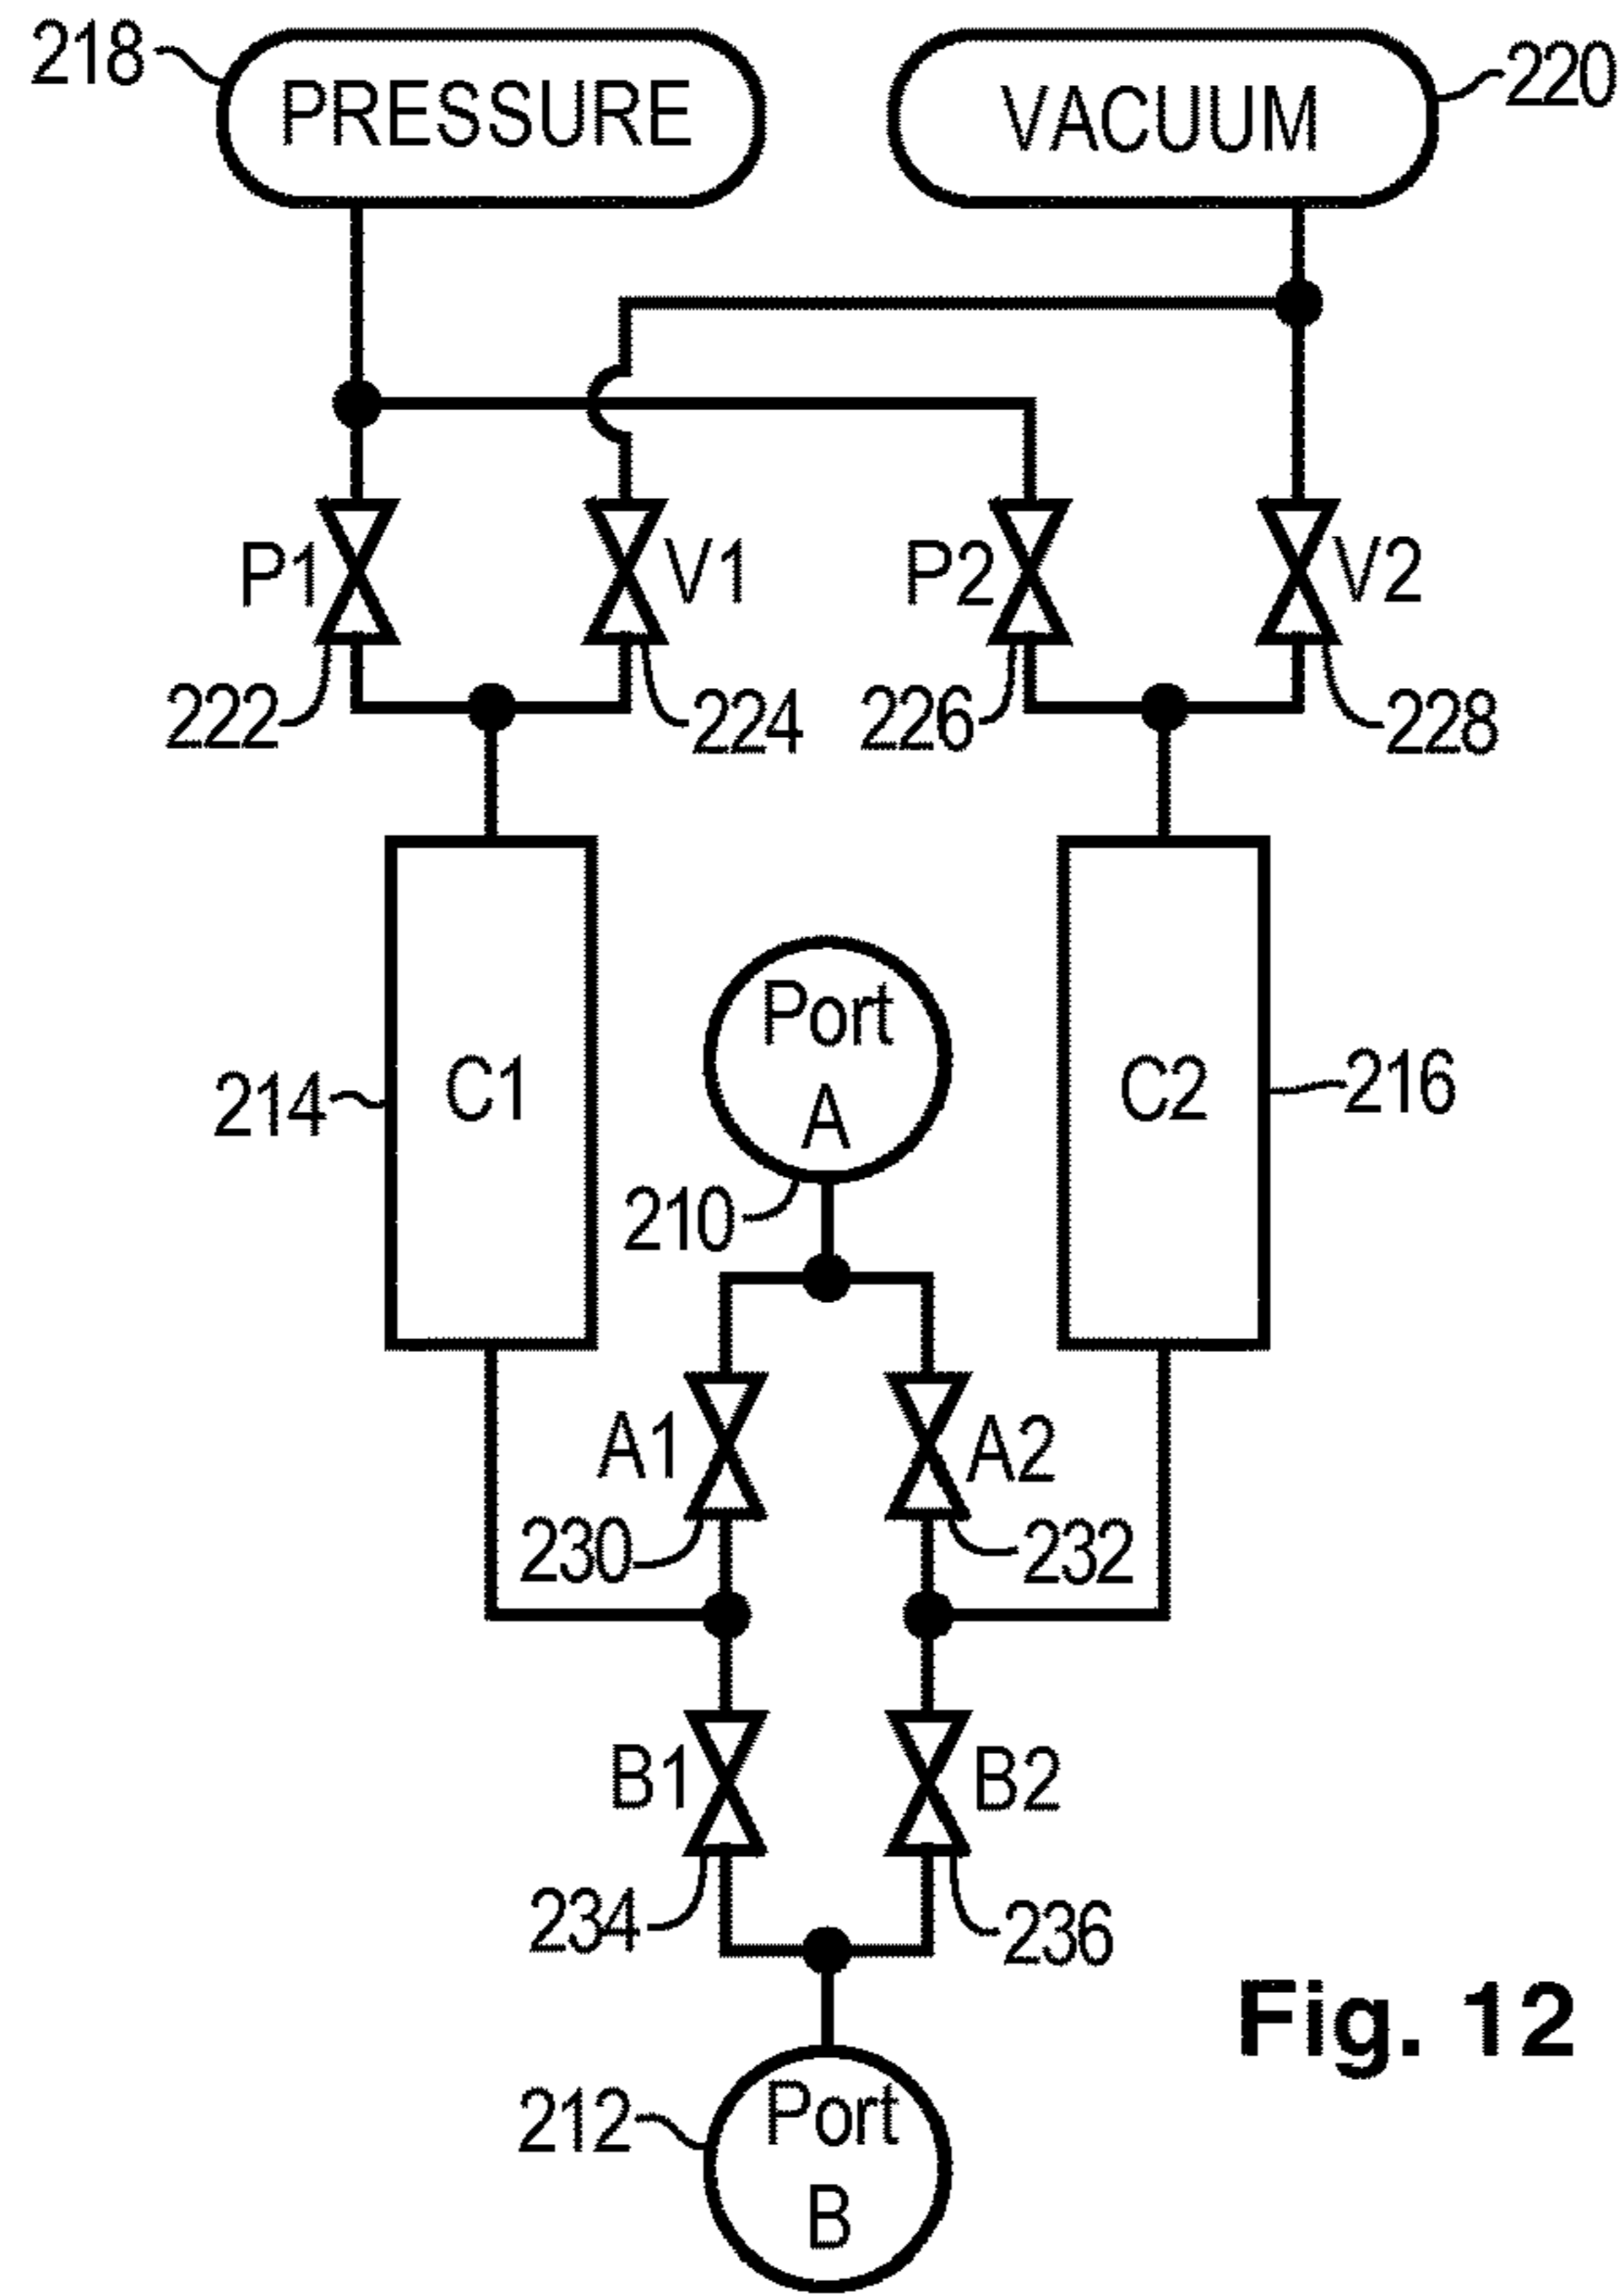 218
PRESSURE
VACUUM
220
P1
V1
P2
V2
222
224
226
228
Port
A
214
C1
C2
216
210
A1
A2
230
232
B1
B2
234
236
Fig. 12
212
Port
B